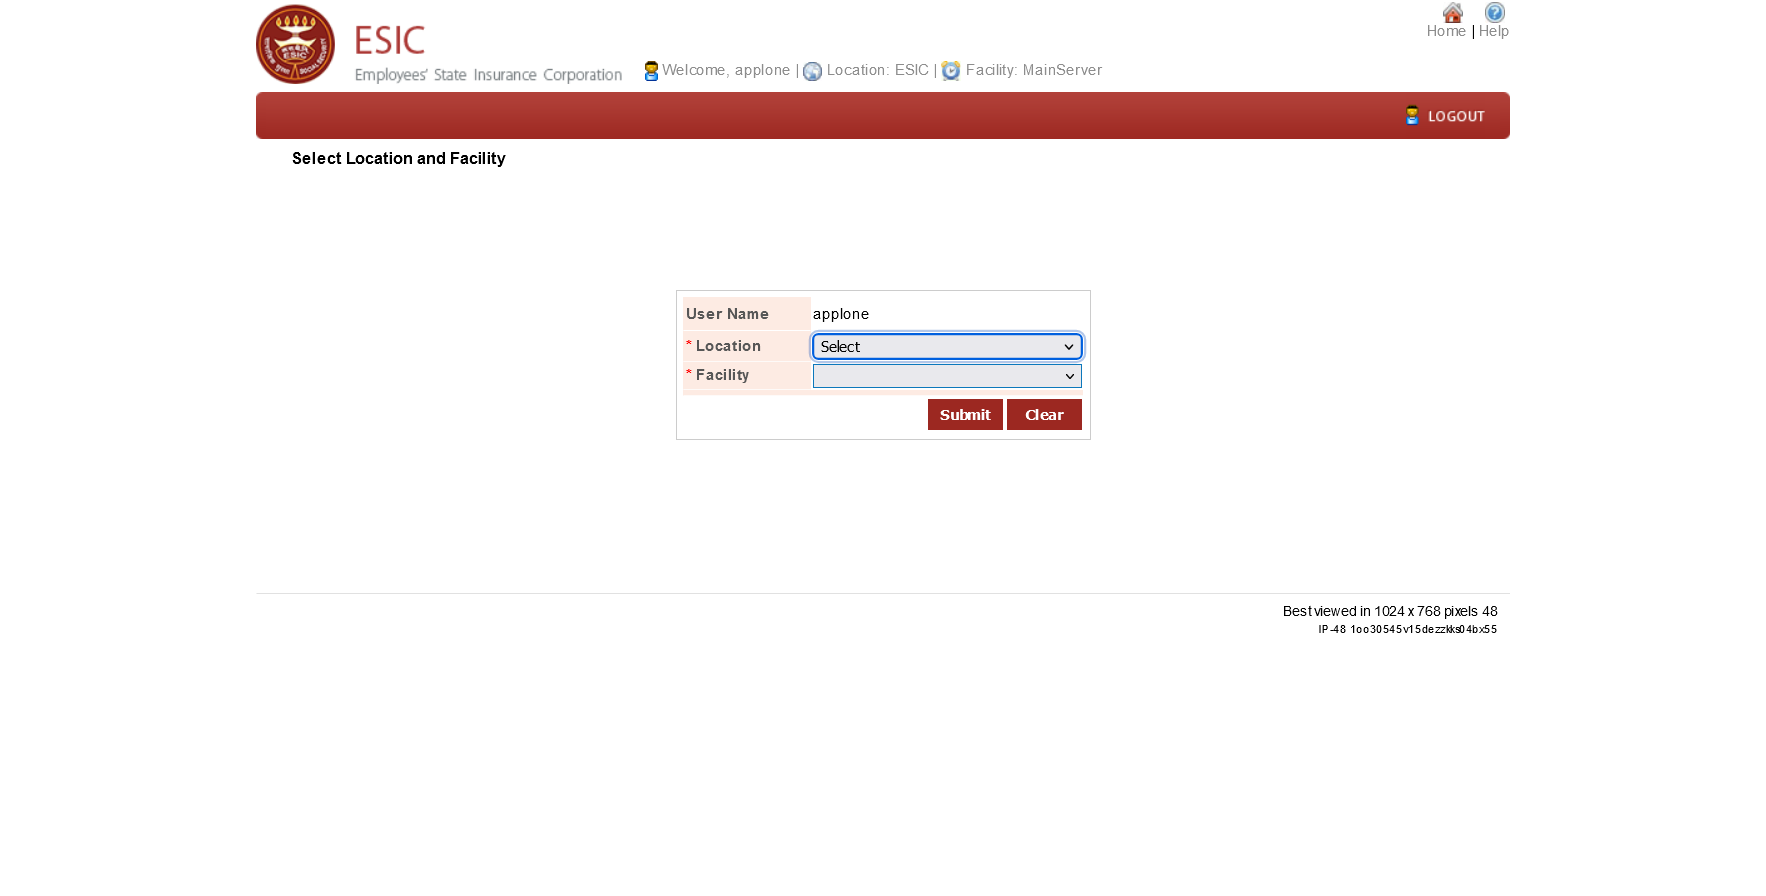 Home | Help
ESIC
Employees' State Insurance Corporation
Welcome, applone | Location: ESIC | Facility: MainServer
LOGOUT
Select Location and Facility
User Name applone
* Location Select
* Facility
Submit Clear
Best viewed in 1024 x 768 pixels 48
IP-48 1oo30545v15dezzkks04bx55